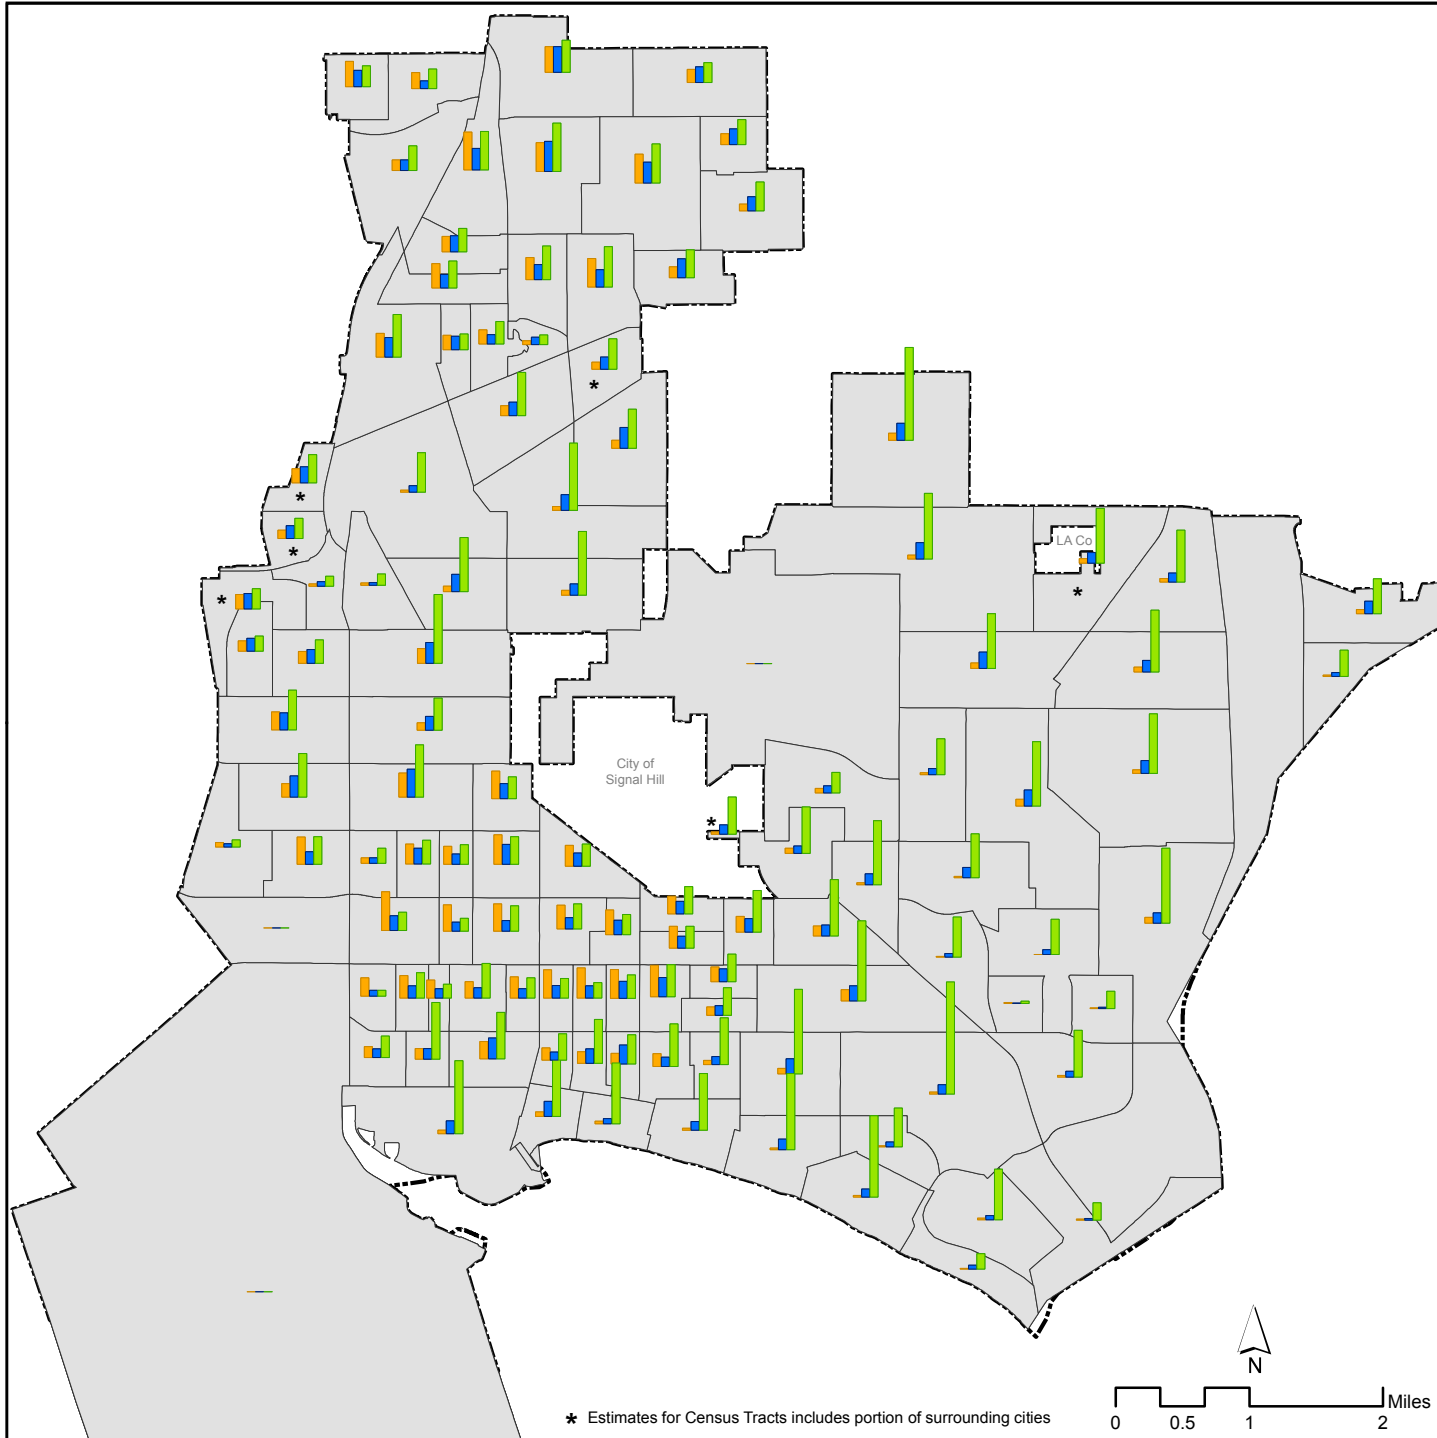 LA Co
*
*
*
*
*
City of
Signal Hill
*
N
Miles
0 0.5 1 2
* Estimates for Census Tracts includes portion of surrounding cities